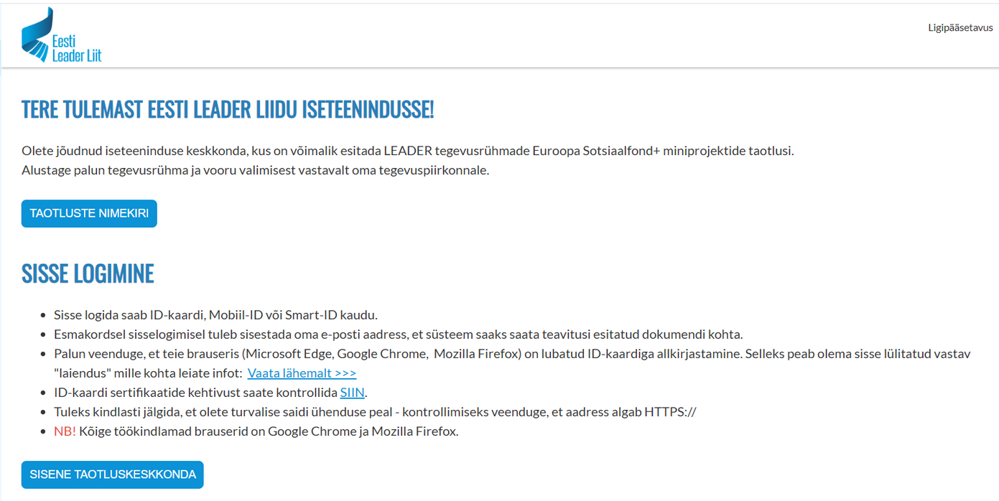 Eesti
Leader Liit
Ligipääsetavus
TERE TULEMAST EESTI LEADER LIIDU ISETEENINDUSSE!
Olete jõudnud iseteeninduse keskkonda, kus on võimalik esitada LEADER tegevusrühmade Euroopa Sotsiaalfond+ miniprojektide taotlusi.
Alustage palun tegevusrühma ja vooru valimisest vastavalt oma tegevuspiirkonnale.
TAOTLUSTE NIMEKIRI
SISSE LOGIMINE
• Sisse logida saab ID-kaardi, Mobiil-ID või Smart-ID kaudu.
• Esmakordsel sisselogimisel tuleb sisestada oma e-posti aadress, et süsteem saaks saata teavitusi esitatud dokumendi kohta.
• Palun veenduge, et teie brauseris (Microsoft Edge, Google Chrome, Mozilla Firefox) on lubatud ID-kaardiga allkirjastamine. Selleks peab olema sisse lülitatud vastav
"laiendus" mille kohta leiate infot: Vaata lähemalt >>>
• ID-kaardi sertifikaatide kehtivust saate kontrollida SIIN.
• Tuleks kindlasti jälgida, et olete turvalise saidi ühenduse peal - kontrollimiseks veenduge, et aadress algab HTTPS://
• NB! Kõige töökindlamad brauserid on Google Chrome ja Mozilla Firefox.
SISENE TAOTLUSKESKKONDA